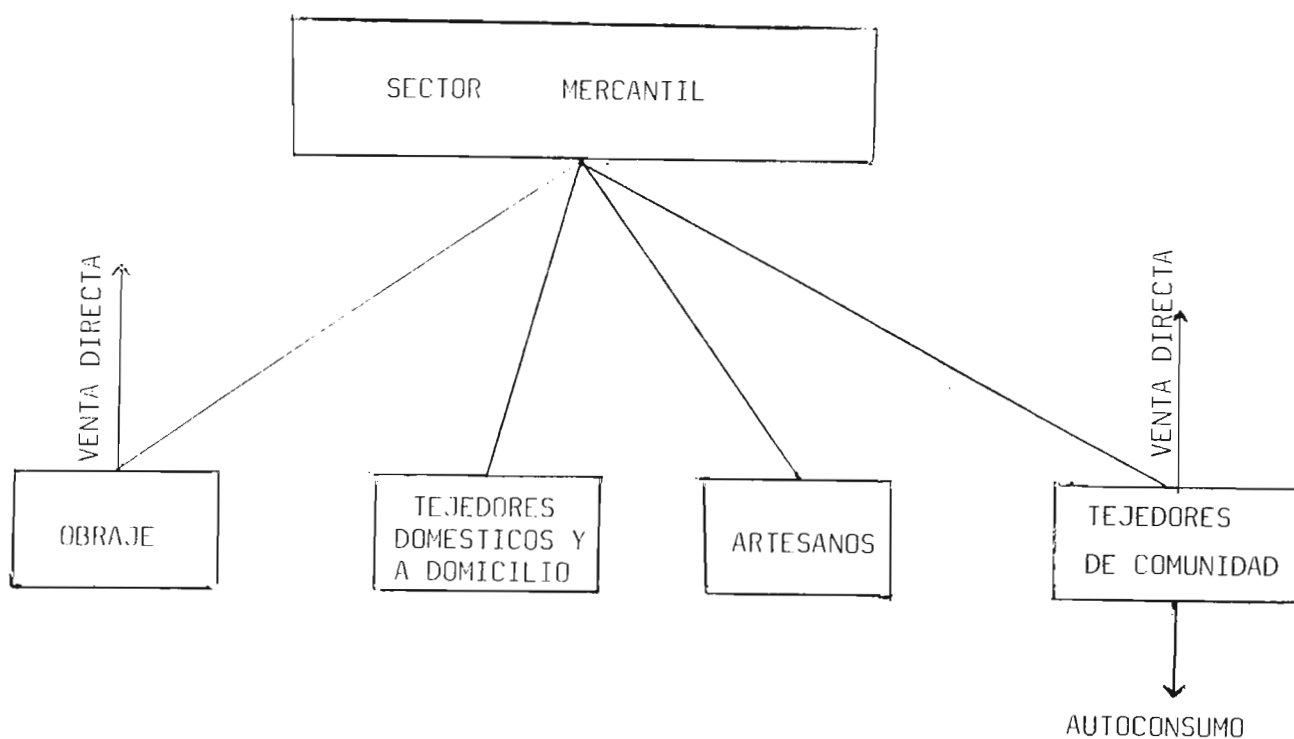 SECTOR MERCANTIL
VENTA DIRECTA
VENTA DIRECTA
OBRAJE
TEJEDORES
DOMESTICOS Y
A DOMICILIO
ARTESANOS
TEJEDORES
DE COMUNIDAD
AUTOCONSUMO